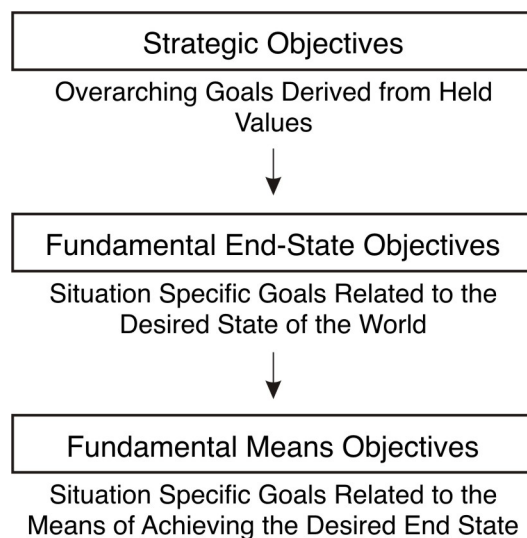 Strategic Objectives
Overarching Goals Derived from Held
Values
Fundamental End-State Objectives
Situation Specific Goals Related to the
Desired State of the World
Fundamental Means Objectives
Situation Specific Goals Related to the
Means of Achieving the Desired End State